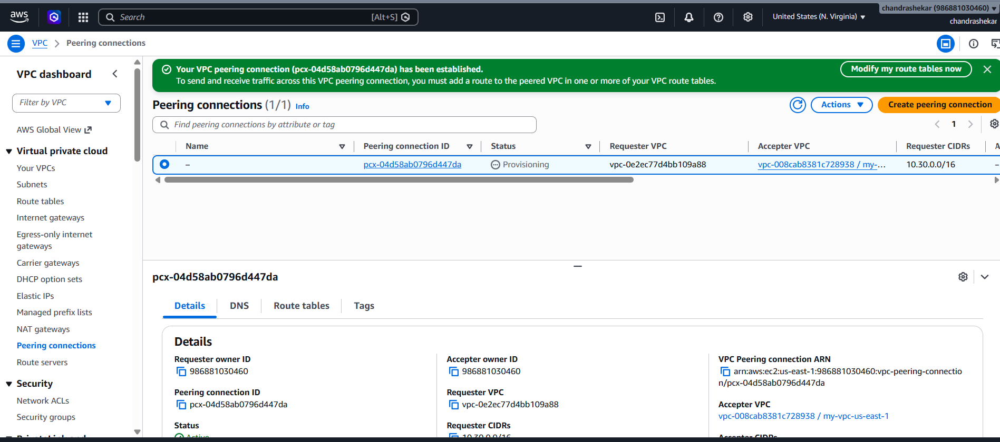 aws
Search
[Alt+S]
United States (N. Virginia)
chandrashekar (986881030460)
chandrashekar
VPC
Peering connections
VPC dashboard
Filter by VPC
AWS Global View
Virtual private cloud
Your VPCs
Subnets
Route tables
Internet gateways
Egress-only internet
gateways
Carrier gateways
DHCP option sets
Elastic IPs
Managed prefix lists
NAT gateways
Peering connections
Route servers
Security
Network ACLs
Security groups
Your VPC peering connection (pcx-04d58ab0796d447da) has been established.
To send and receive traffic across this VPC peering connection, you must add a route to the peered VPC in one or more of your VPC route tables.
Modify my route tables now
Peering connections (1/1) Info
Actions
Create peering connection
Find peering connections by attribute or tag
1
Name Peering connection ID Status Requester VPC Accepter VPC Requester CIDRs A
– pcx-04d58ab0796d447da Provisioning vpc-0e2ec77d4bb109a88 vpc-008cab8381c728938 / my-... 10.30.0.0/16 –
pcx-04d58ab0796d447da
Details DNS Route tables Tags
Details
Requester owner ID
986881030460
Peering connection ID
pcx-04d58ab0796d447da
Status
Active
Accepter owner ID
986881030460
Requester VPC
vpc-0e2ec77d4bb109a88
Requester CIDRs
10.30.0.0/16
VPC Peering connection ARN
arn:aws:ec2:us-east-1:986881030460:vpc-peering-connectio
n/pcx-04d58ab0796d447da
Accepter VPC
vpc-008cab8381c728938 / my-vpc-us-east-1
Accepter CIDRs